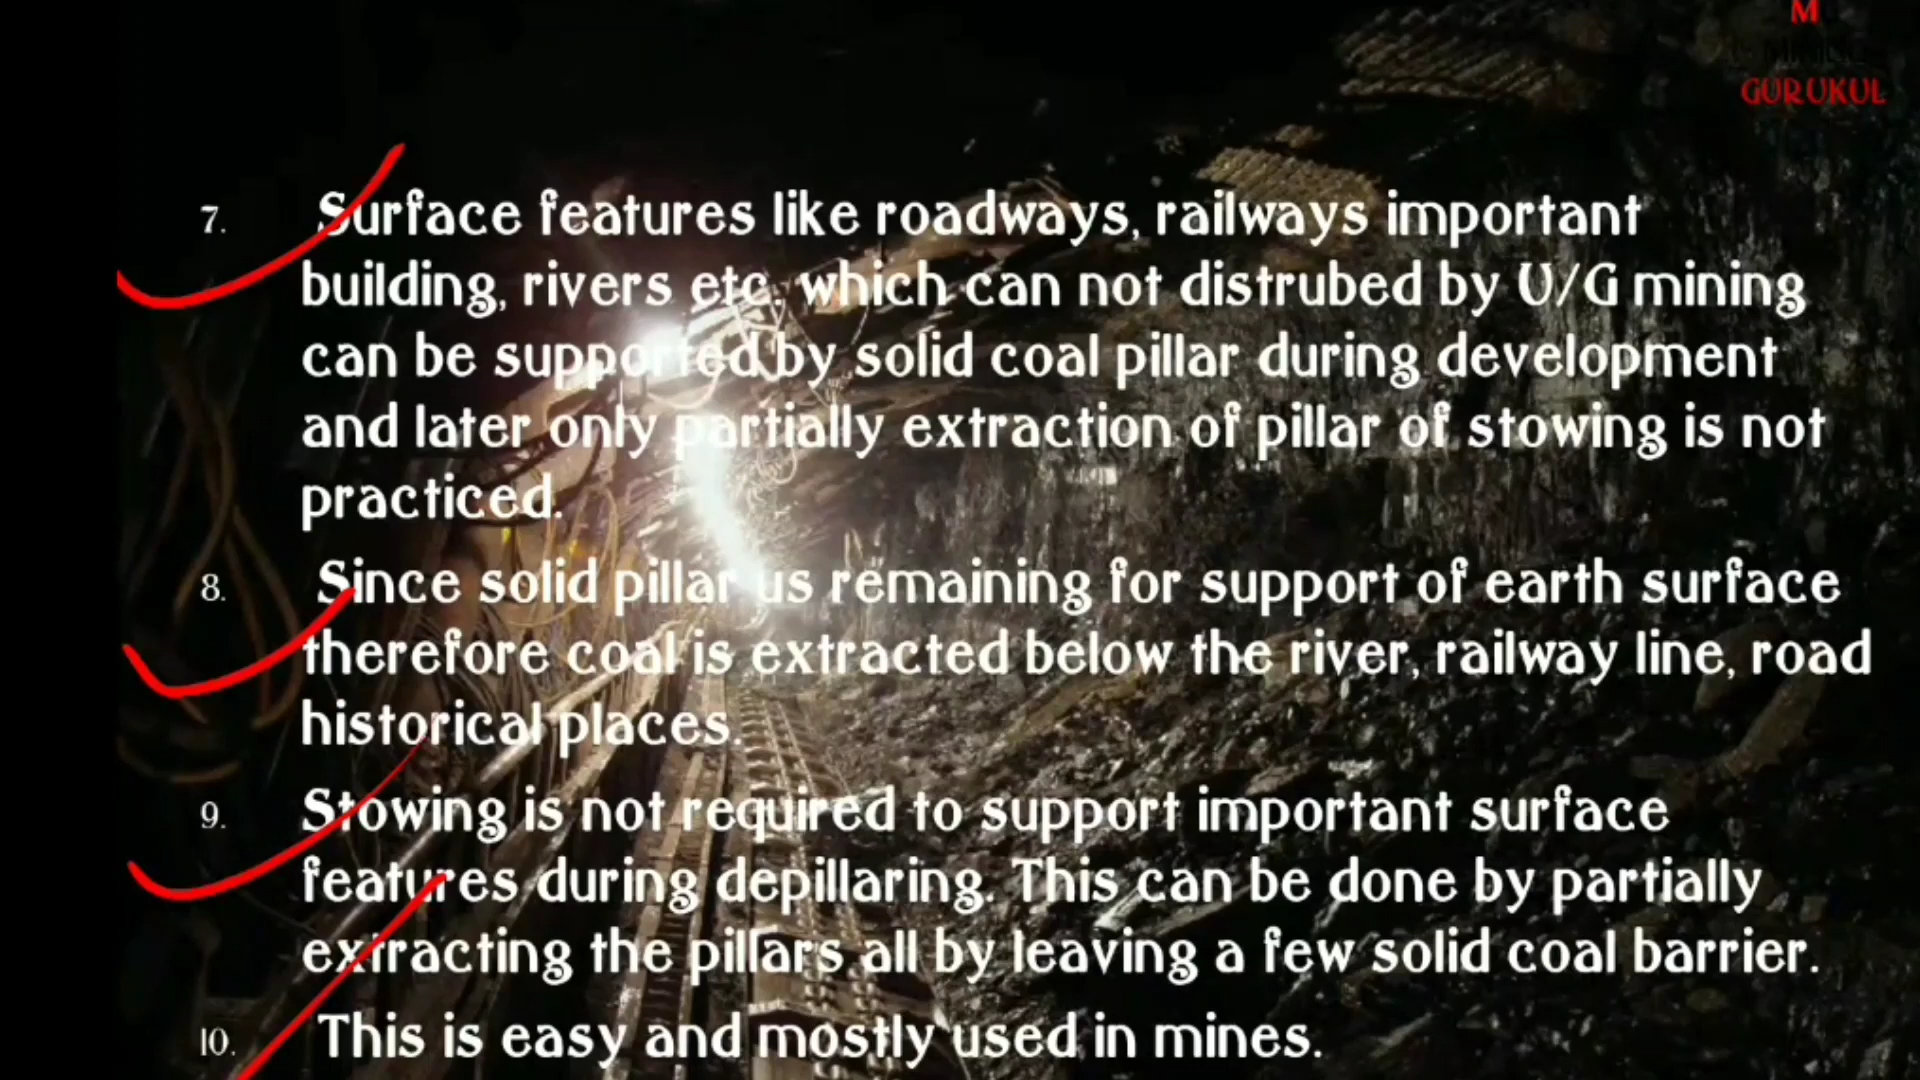 M
GURUKUL
7. Surface features like roadways, railways important
building, rivers etc. which can not distrubed by U/G mining
can be supported by solid coal pillar during development
and later only partially extraction of pillar of stowing is not
practiced.
8. Since solid pillar us remaining for support of earth surface
therefore coal is extracted below the river, railway line, road
historical places.
9. Stowing is not required to support important surface
features during depillaring. This can be done by partially
extracting the pillars all by leaving a few solid coal barrier.
10. This is easy and mostly used in mines.